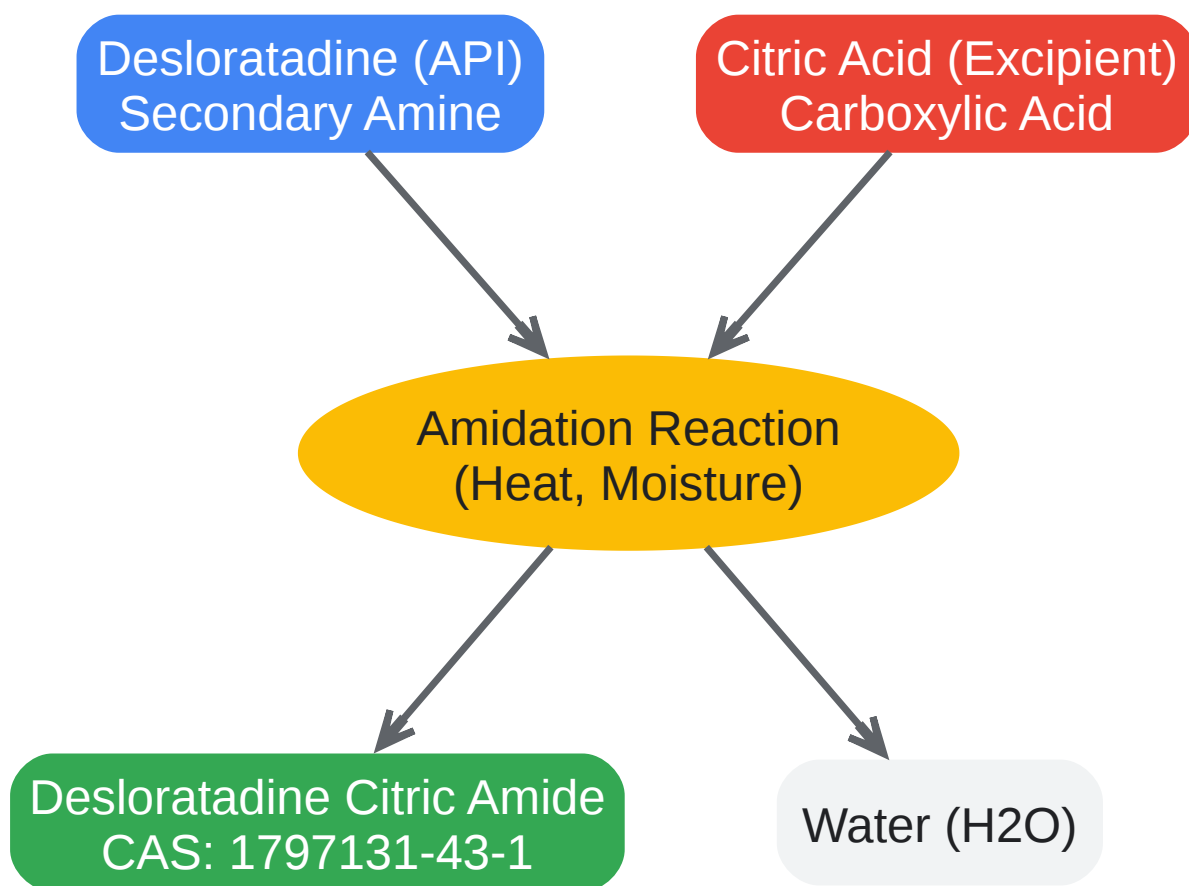 Desloratadine (API)
Secondary Amine
Citric Acid (Excipient)
Carboxylic Acid
Amidation Reaction
(Heat, Moisture)
Desloratadine Citric Amide
CAS: 1797131-43-1
Water (H2O)